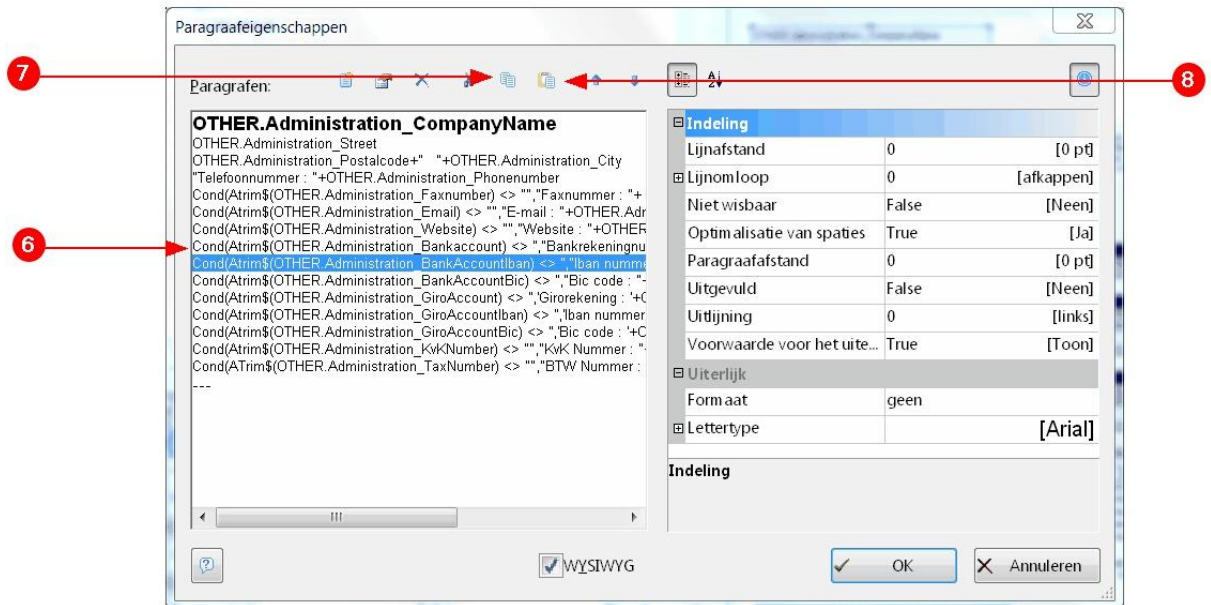 Paragraafeigenschappen
7
8
Paragrafen:
OTHER.Administration_CompanyName
OTHER.Administration_Street
OTHER.Administration_Postalcode+" "+OTHER.Administration_City
"Telefoonnummer : "+OTHER.Administration_Phonenumber
Cond(Atrim$(OTHER.Administration_Faxnumber) <> "","Faxnummer : "+
Cond(Atrim$(OTHER.Administration_Email) <> "","E-mail : "+OTHER.Adr
Cond(Atrim$(OTHER.Administration_Website) <> "","Website : "+OTHER
6
Cond(Atrim$(OTHER.Administration_Bankaccount) <> ","Bankrekeningnu
Cond(Atrim$(OTHER.Administration_BankAccountIban) <> ","Iban numme
Cond(Atrim$(OTHER.Administration_BankAccountBic) <> ","Bic code : "-
Cond(Atrim$(OTHER.Administration_GiroAccount) <> ",'Girorekening : '+C
Cond(Atrim$(OTHER.Administration_GiroAccountIban) <> ",'Iban nummer
Cond(Atrim$(OTHER.Administration_GiroAccountBic) <> ",'Bic code : '+C
Cond(Atrim$(OTHER.Administration_KvKNumber) <> "","KvK Nummer : "-
Cond(ATrim$(OTHER.Administration_TaxNumber) <> "","BTW Nummer :
---
Indeling
Lijnafstand 0 [0 pt]
Lijnomloop 0 [afkappen]
Niet wisbaar False [Neen]
Optimalisatie van spaties True [Ja]
Paragraafafstand 0 [0 pt]
Uitgevuld False [Neen]
Uitlijning 0 [links]
Voorwaarde voor het uite... True [Toon]
Uiterlijk
Formaat geen
Lettertype [Arial]
Indeling
WYSIWYG
OK
Annuleren